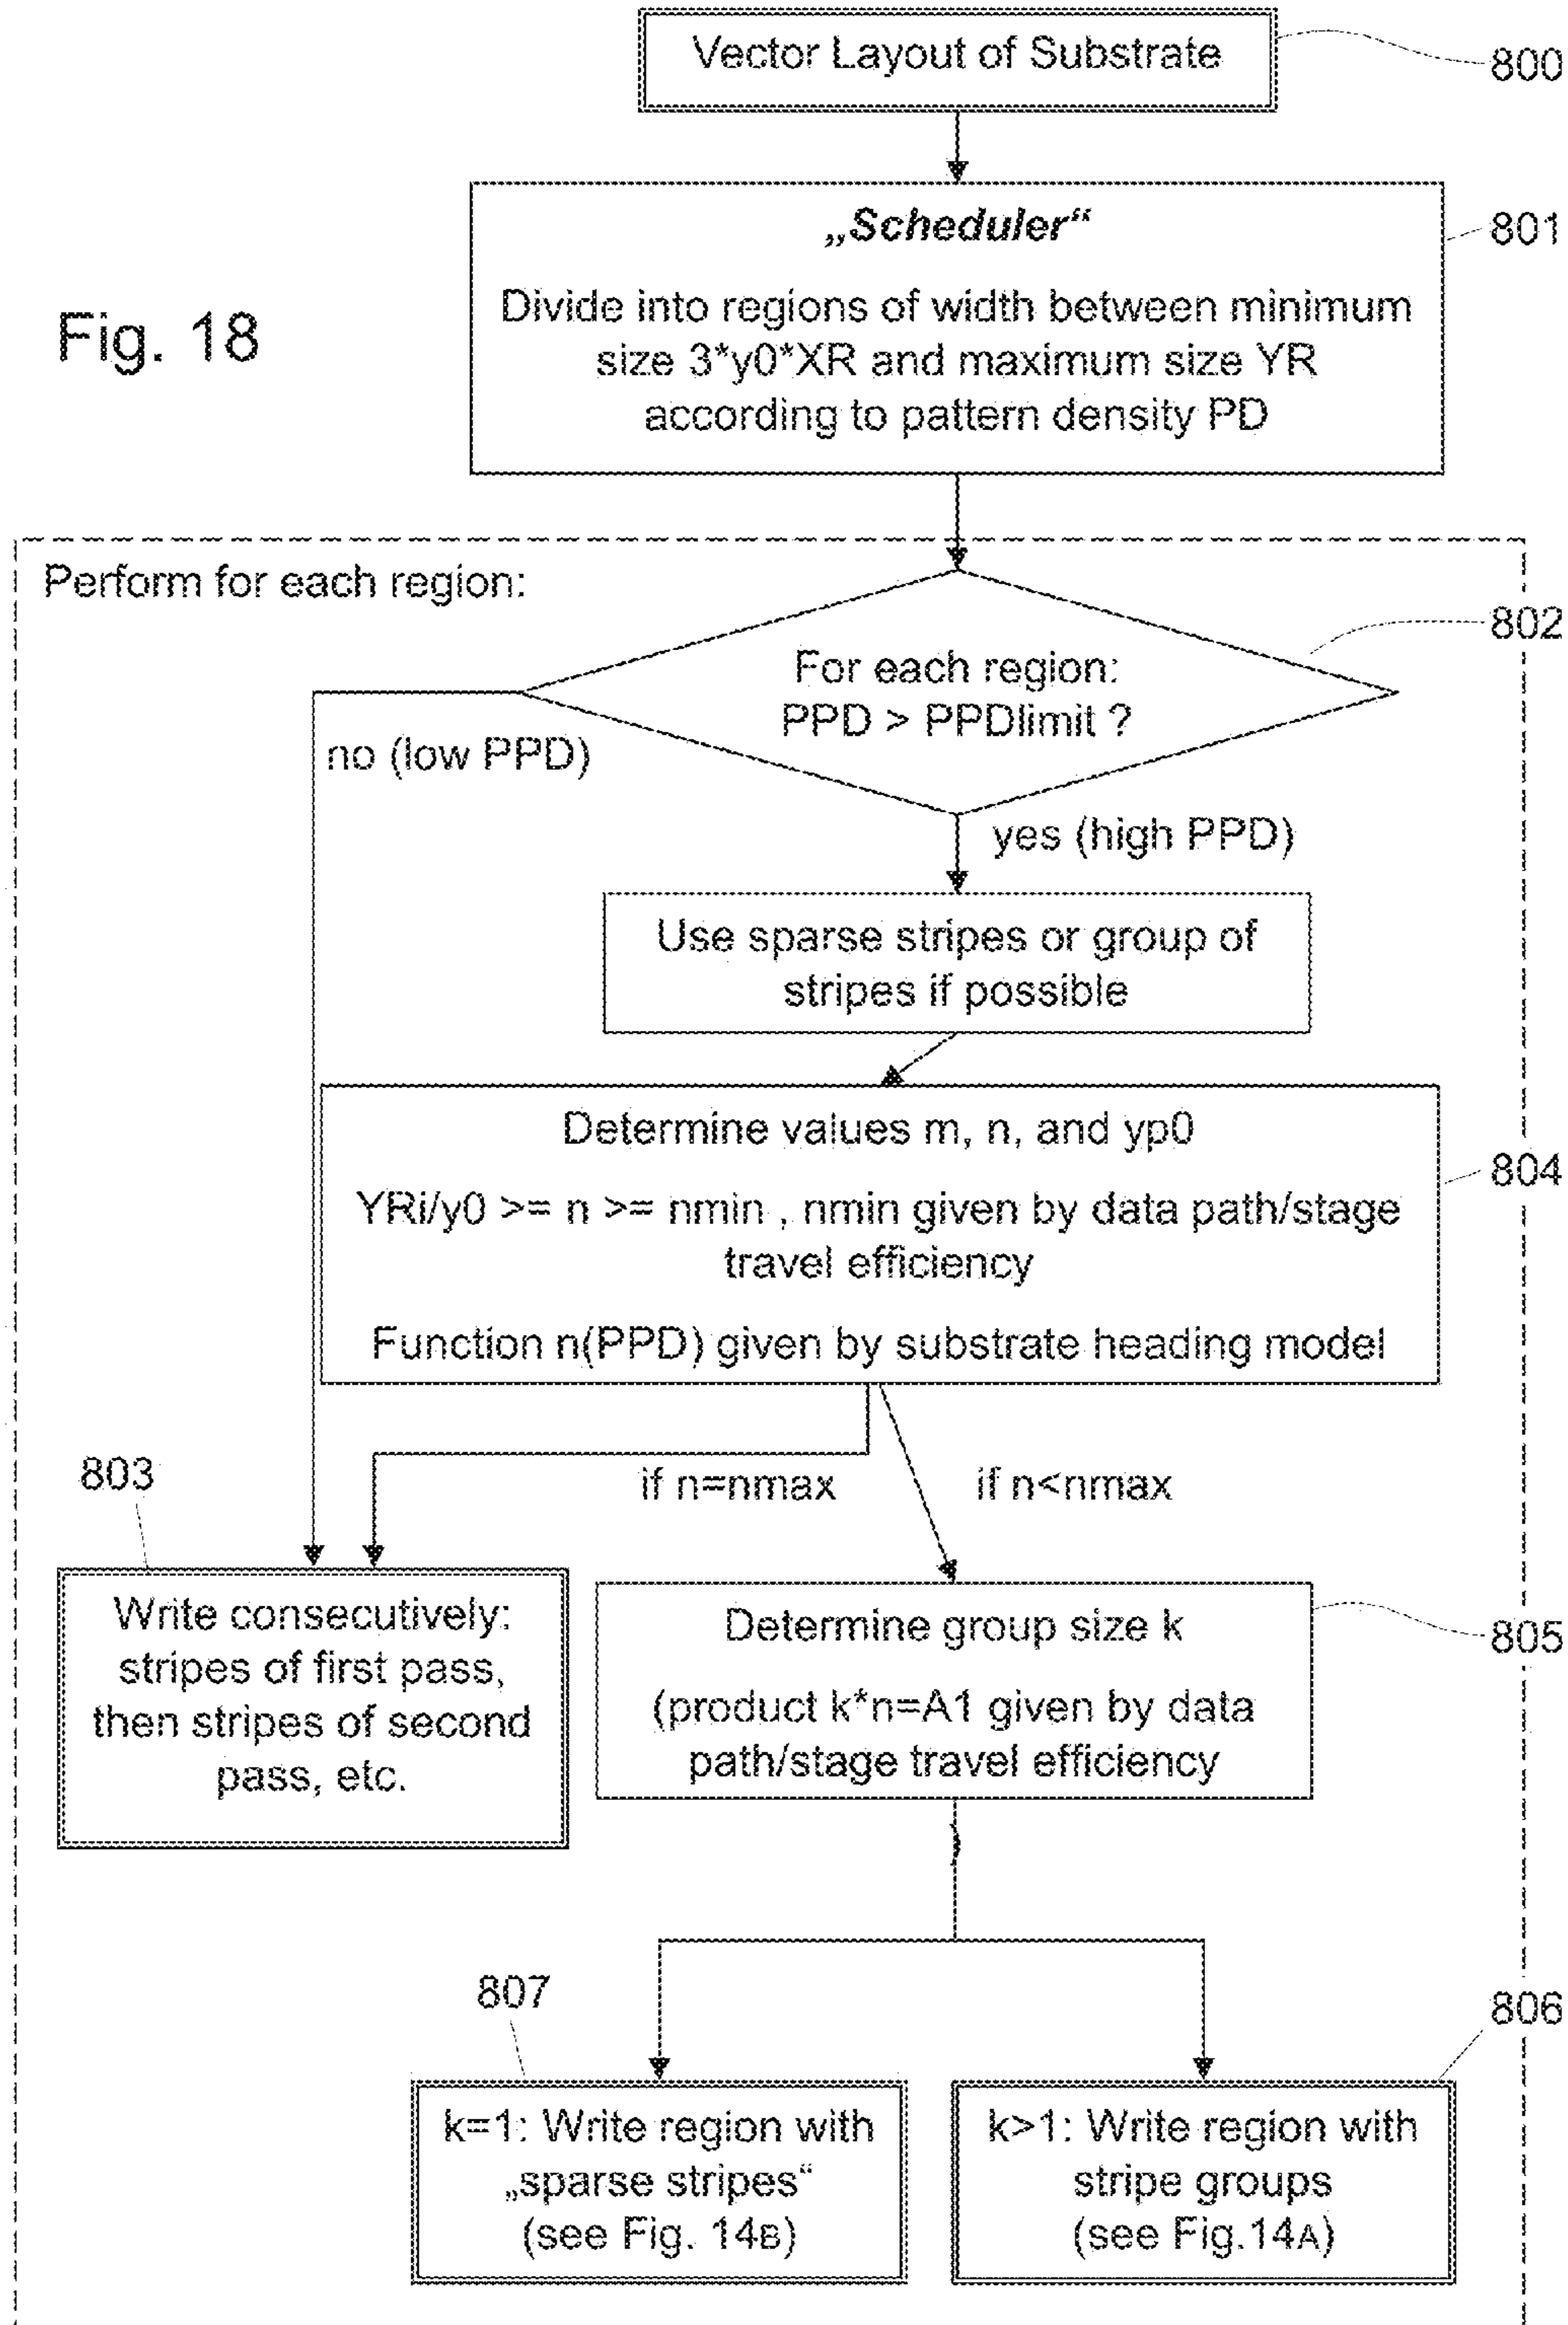 Vector Layout of Substrate
800
„Scheduler“
801
Divide into regions of width between minimum
size 3*y0*XR and maximum size YR
according to pattern density PD
Fig. 18
Perform for each region:
802
For each region:
PPD > PPDlimit ?
no (low PPD)
yes (high PPD)
Use sparse stripes or group of
stripes if possible
Determine values m, n, and yp0
804
YRi/y0 >= n >= nmin , nmin given by data path/stage
travel efficiency
Function n(PPD) given by substrate heading model
803
if n=nmax
if n<nmax
Write consecutively:
stripes of first pass,
then stripes of second
pass, etc.
Determine group size k
805
(product k*n=A1 given by data
path/stage travel efficiency
)
807
806
k=1: Write region with
„sparse stripes“
(see Fig. 14B)
k>1: Write region with
stripe groups
(see Fig.14A)